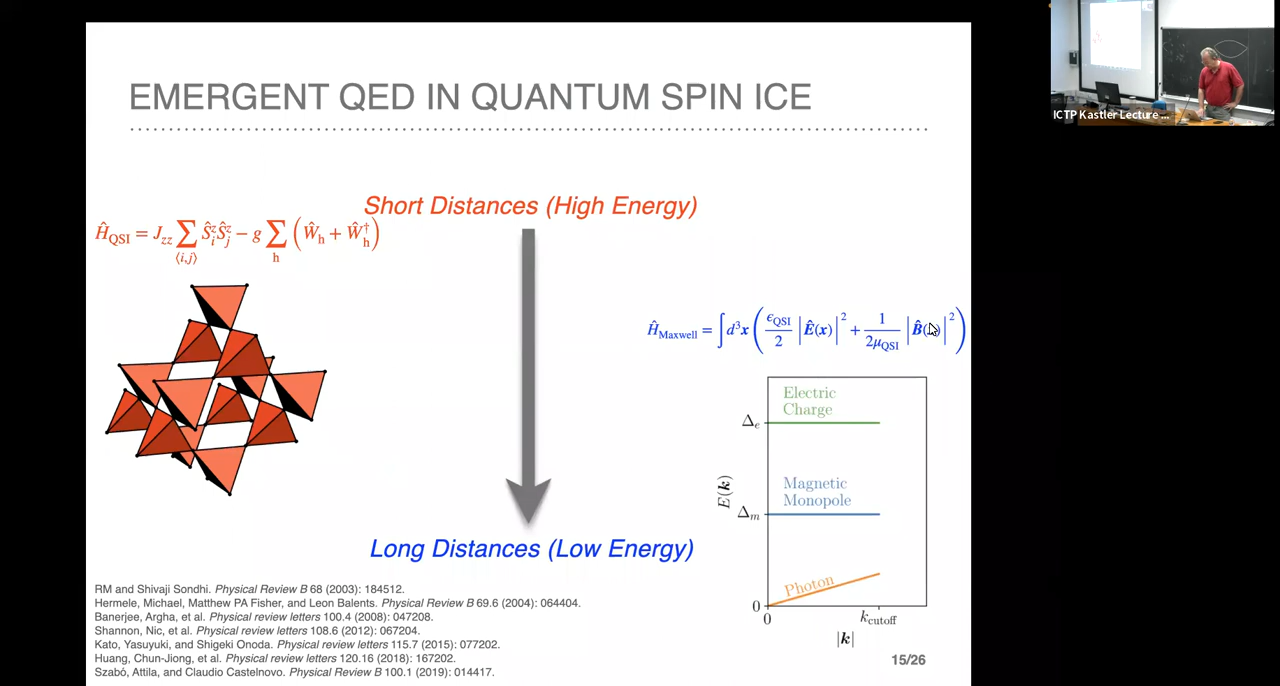 EMERGENT QED IN QUANTUM SPIN ICE
ICTP Kastler Lecture ...
Short Distances (High Energy)
Ĥ_QSI = J_zz ∑_⟨i,j⟩ Ŝ_i^z Ŝ_j^z − g ∑_h (Ŵ_h + Ŵ_h^†)
Ĥ_Maxwell = ∫ d³x ( ϵ_QSI/2 |Ê(x)|² + 1/2μ_QSI |B̂( )|² )
Electric
Charge
Δ_e
Magnetic
Monopole
Δ_m
E(k)
Photon
0
0
k_cutoff
|k|
Long Distances (Low Energy)
RM and Shivaji Sondhi. Physical Review B 68 (2003): 184512.
Hermele, Michael, Matthew PA Fisher, and Leon Balents. Physical Review B 69.6 (2004): 064404.
Banerjee, Argha, et al. Physical review letters 100.4 (2008): 047208.
Shannon, Nic, et al. Physical review letters 108.6 (2012): 067204.
Kato, Yasuyuki, and Shigeki Onoda. Physical review letters 115.7 (2015): 077202.
Huang, Chun-Jiong, et al. Physical review letters 120.16 (2018): 167202.
Szabó, Attila, and Claudio Castelnovo. Physical Review B 100.1 (2019): 014417.
15/26